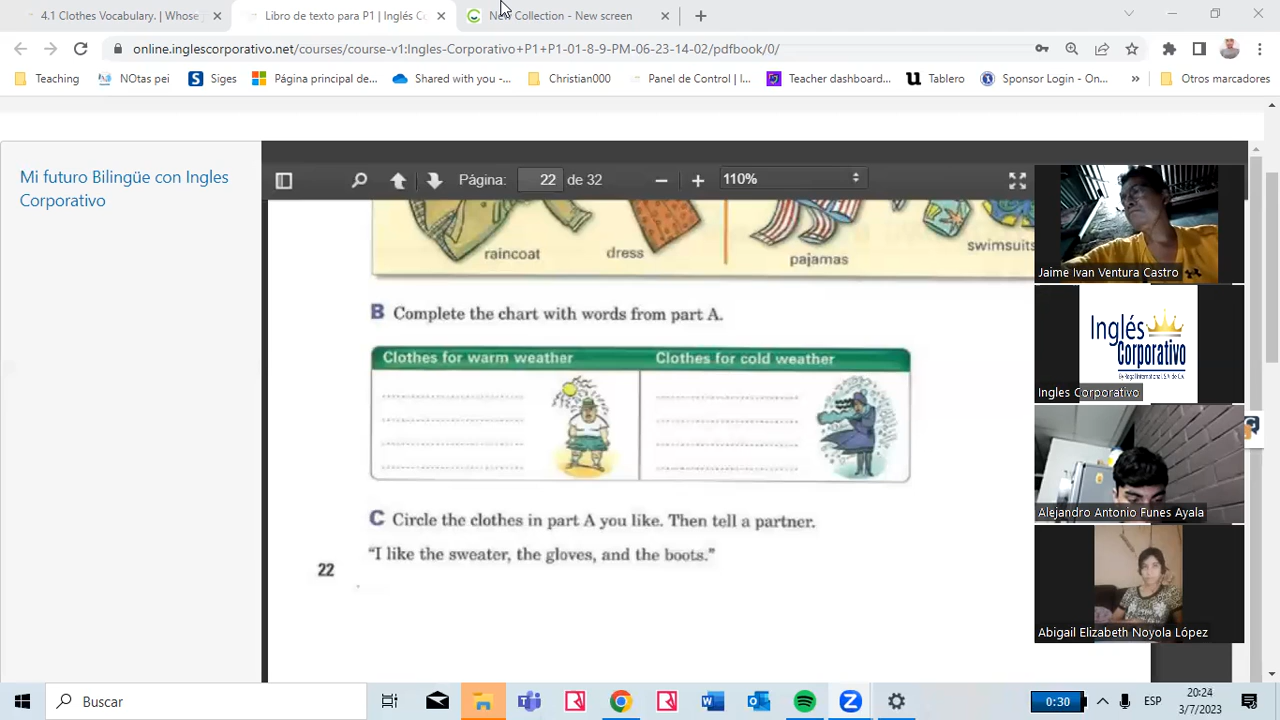 4.1 Clothes Vocabulary. | Whose
Libro de texto para P1 | Inglés C
Collection - New screen
online.inglescorporativo.net/courses/course-v1:Ingles-Corporativo+P1+P1-01-8-9-PM-06-23-14-02/pdfbook/0/
Teaching
NOtas pei
Siges
Página principal de...
Shared with you -...
Christian000
Panel de Control | I...
Teacher dashboard...
Tablero
Sponsor Login - On...
»
Otros marcadores
Mi futuro Bilingüe con Ingles
Corporativo
Página: 22 de 32
110%
raincoat
dress
pajamas
swimsuits
B Complete the chart with words from part A.
Clothes for warm weather
Clothes for cold weather
C Circle the clothes in part A you like. Then tell a partner.
"I like the sweater, the gloves, and the boots."
22
Jaime Ivan Ventura Castro
Inglés
Corporativo
Ingles Corporativo
Alejandro Antonio Funes Ayala
Abigail Elizabeth Noyola López
Buscar
0:30
ESP
20:24
3/7/2023